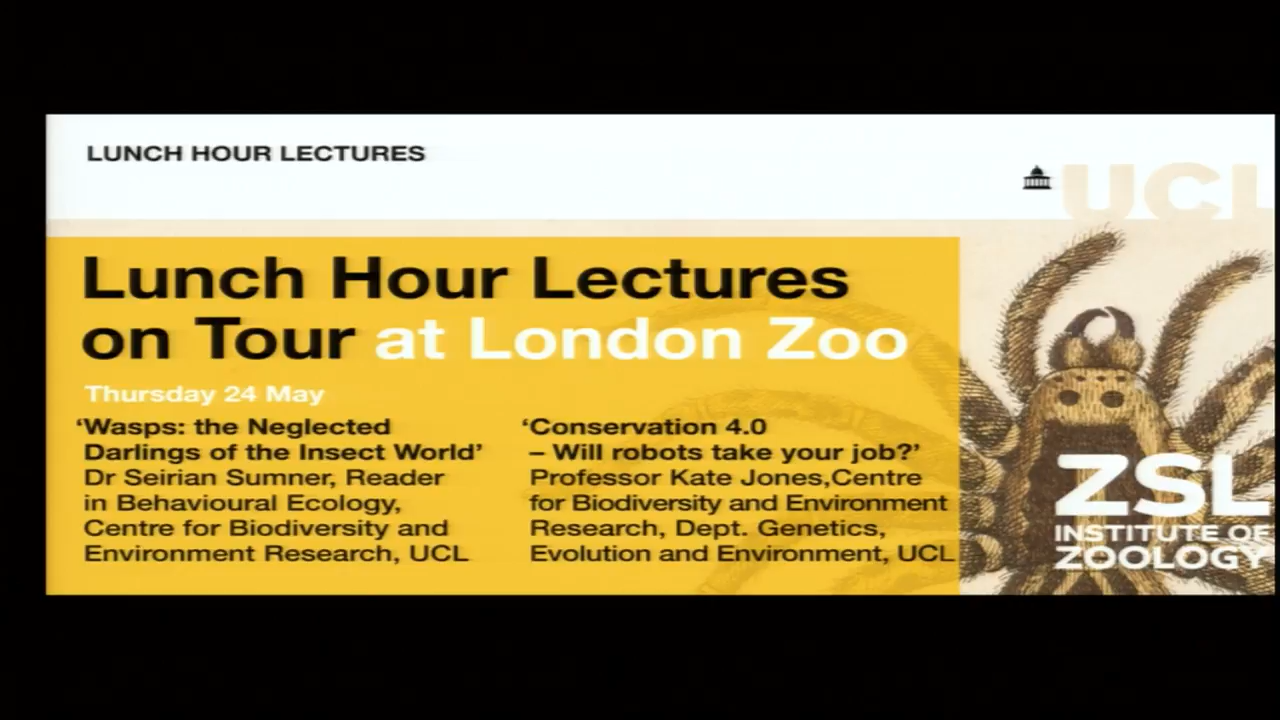 LUNCH HOUR LECTURES
UCL
Lunch Hour Lectures
on Tour at London Zoo
Thursday 24 May
‘Wasps: the Neglected
Darlings of the Insect World’
Dr Seirian Sumner, Reader
in Behavioural Ecology,
Centre for Biodiversity and
Environment Research, UCL
‘Conservation 4.0
– Will robots take your job?’
Professor Kate Jones,Centre
for Biodiversity and Environment
Research, Dept. Genetics,
Evolution and Environment, UCL
ZSL
INSTITUTE OF
ZOOLOGY